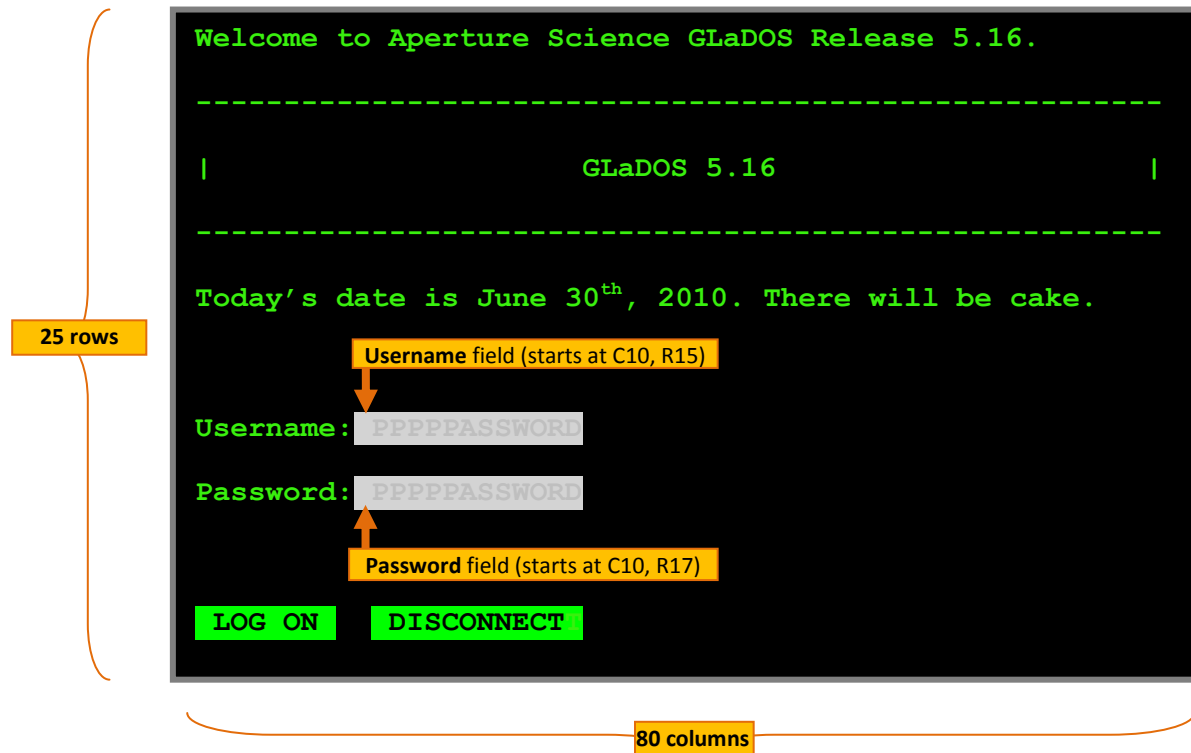 Welcome to Aperture Science GLaDOS Release 5.16.
-------------------------------------------------------
| GLaDOS 5.16 |
-------------------------------------------------------
Today’s date is June 30th, 2010. There will be cake.
25 rows
Username field (starts at C10, R15)
Username: PPPPPASSWORD
Password: PPPPPASSWORD
Password field (starts at C10, R17)
LOG ON DISCONNECTT
80 columns